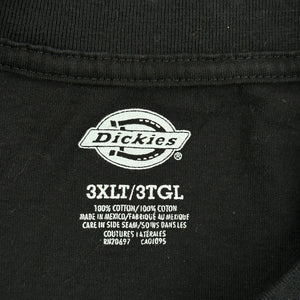 Dickies ®
3XLT/3TGL
100% COTTON/100% COTON
MADE IN MEXICO/FABRIQUÉ AU MEXIQUE
CARE IN SIDE SEAM/SOINS DANS LES
COUTURES LATÉRALES
RN20697 CA01095